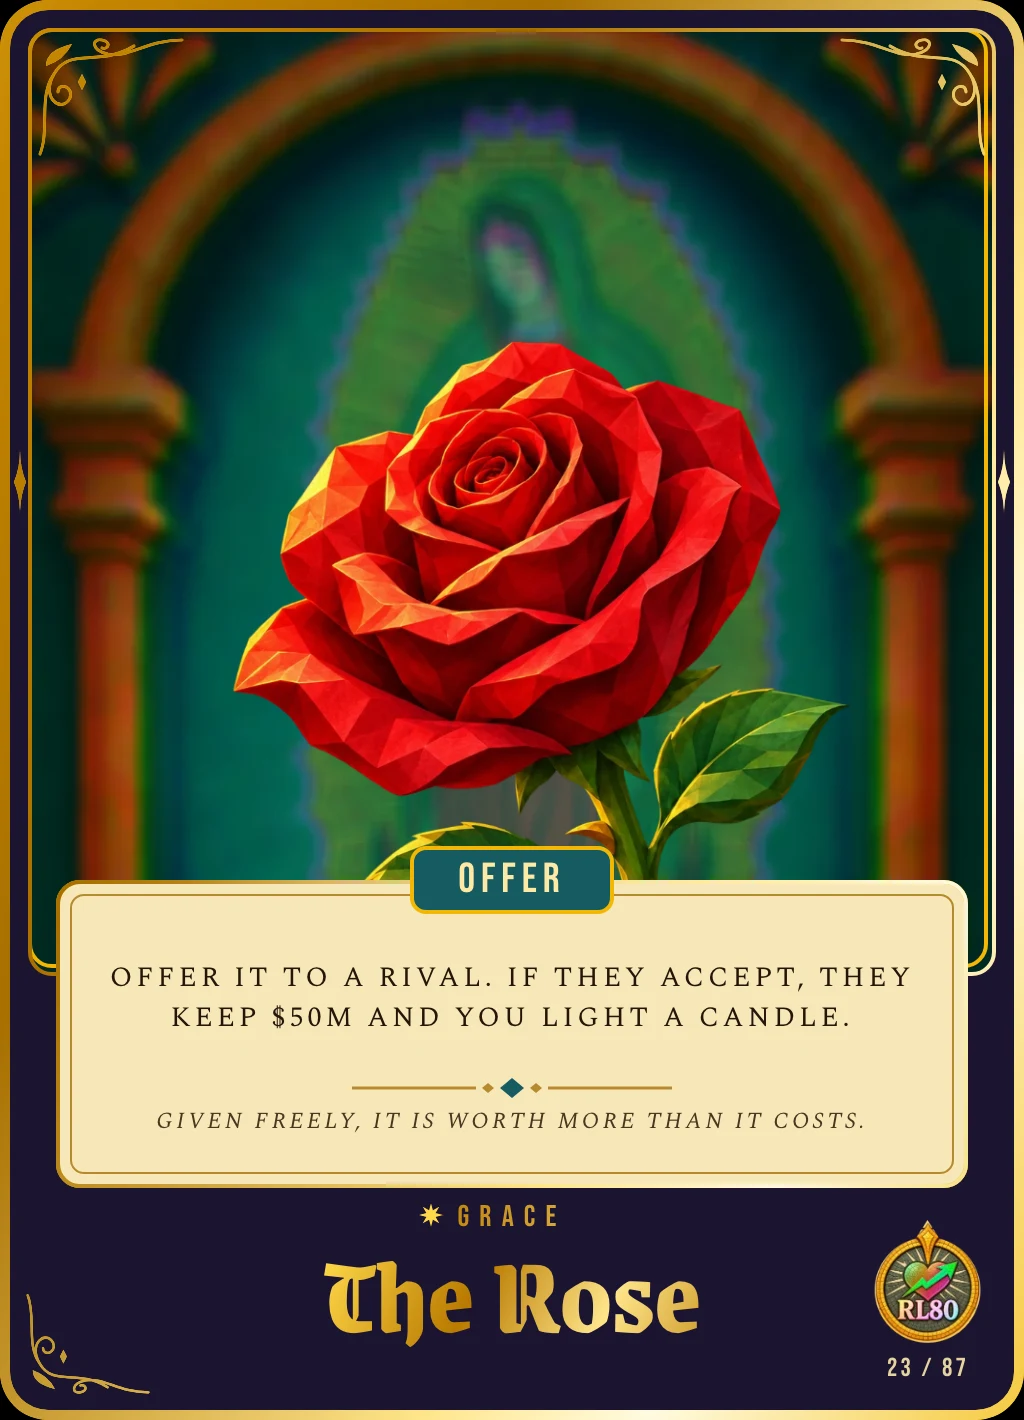 OFFER
OFFER IT TO A RIVAL. IF THEY ACCEPT, THEY
KEEP $50M AND YOU LIGHT A CANDLE.
GIVEN FREELY, IT IS WORTH MORE THAN IT COSTS.
GRACE
The Rose
RL80
23 / 87